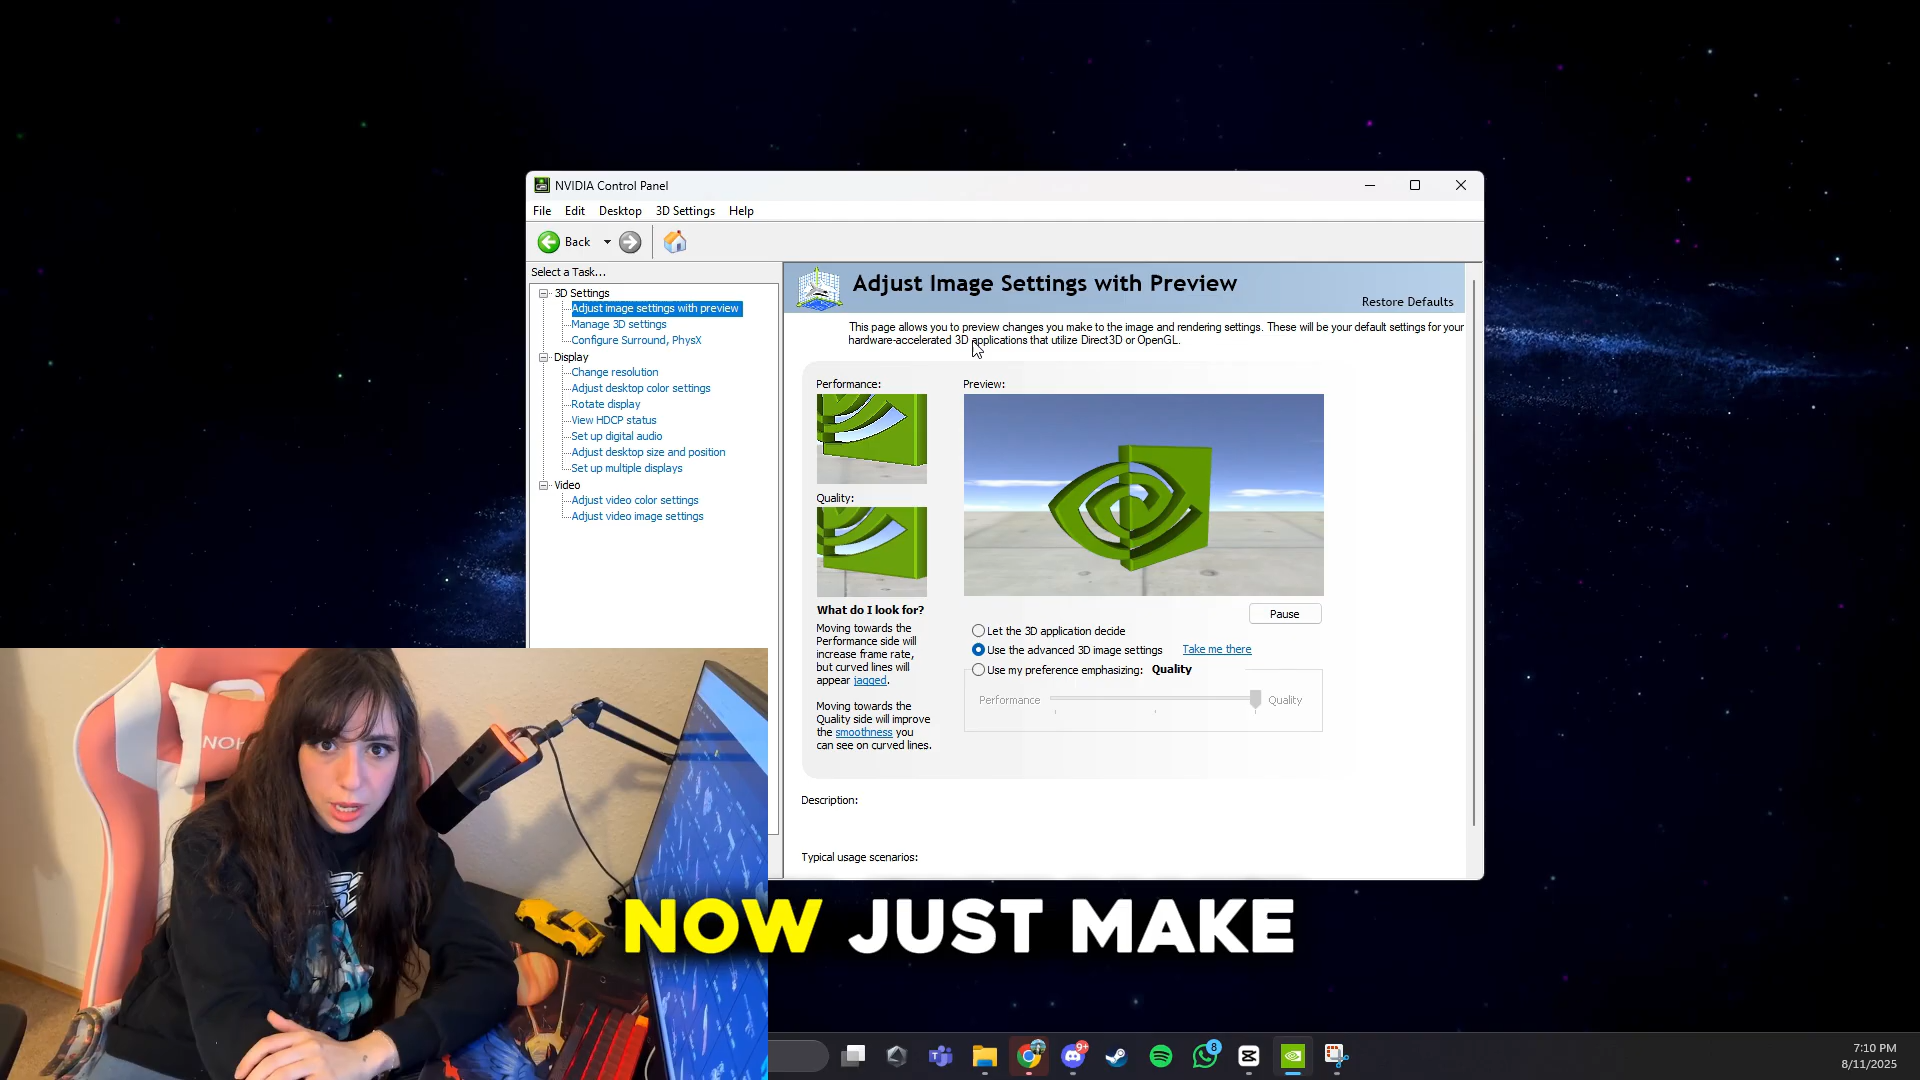 NVIDIA Control Panel
File Edit Desktop 3D Settings Help
Back
Select a Task...
3D Settings
Adjust image settings with preview
Manage 3D settings
Configure Surround, PhysX
Display
Change resolution
Adjust desktop color settings
Rotate display
View HDCP status
Set up digital audio
Adjust desktop size and position
Set up multiple displays
Video
Adjust video color settings
Adjust video image settings
Adjust Image Settings with Preview
Restore Defaults
This page allows you to preview changes you make to the image and rendering settings. These will be your default settings for your
hardware-accelerated 3D applications that utilize Direct3D or OpenGL.
Performance:
Quality:
What do I look for?
Moving towards the
Performance side will
increase frame rate,
but curved lines will
appear jagged.
Moving towards the
Quality side will improve
the smoothness you
can see on curved lines.
Preview:
Pause
Let the 3D application decide
Use the advanced 3D image settings Take me there
Use my preference emphasizing: Quality
Performance Quality
Description:
Typical usage scenarios:
NOW JUST MAKE
9+
8
7:10 PM
8/11/2025